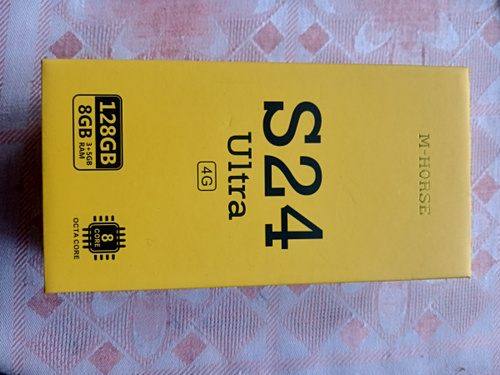 M-HORSE
S24
Ultra
4G
128GB
8GB 3+5GB RAM
8
CORE
OCTA CORE